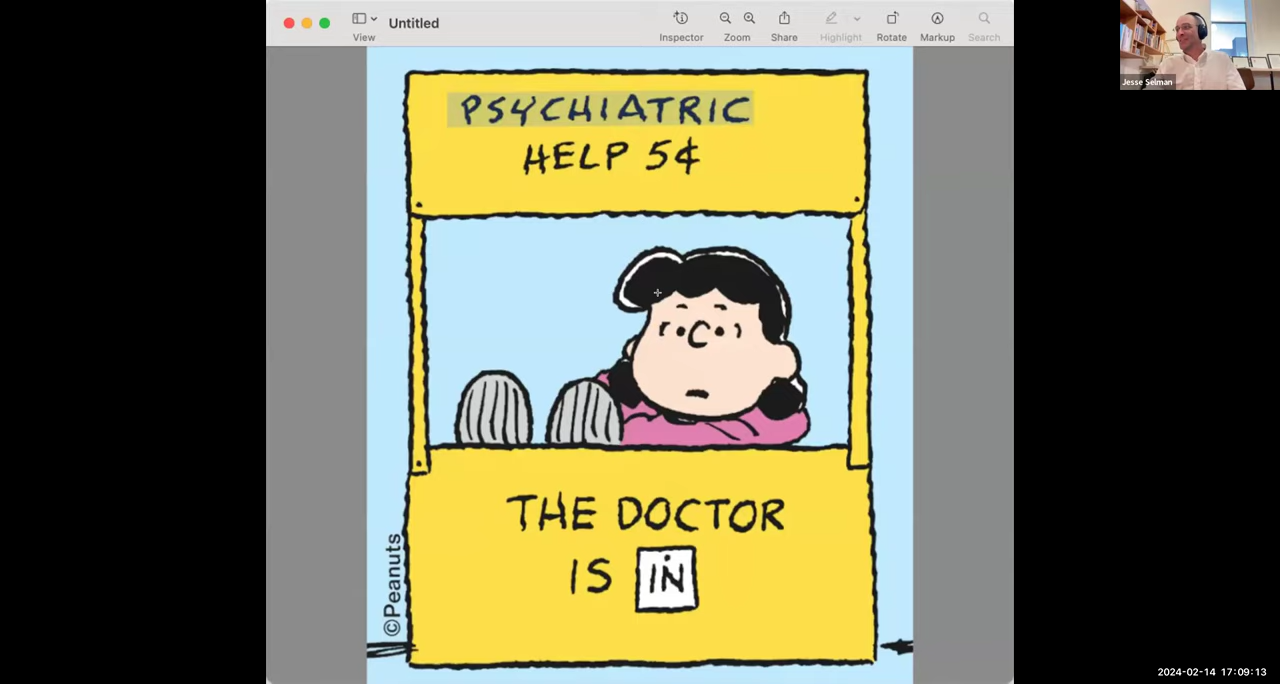 Untitled
View
Inspector
Zoom
Share
Highlight
Rotate
Markup
Search
Jesse Selman
PSYCHIATRIC
HELP 5¢
THE DOCTOR
IS IN
©Peanuts
2024-02-14 17:09:13